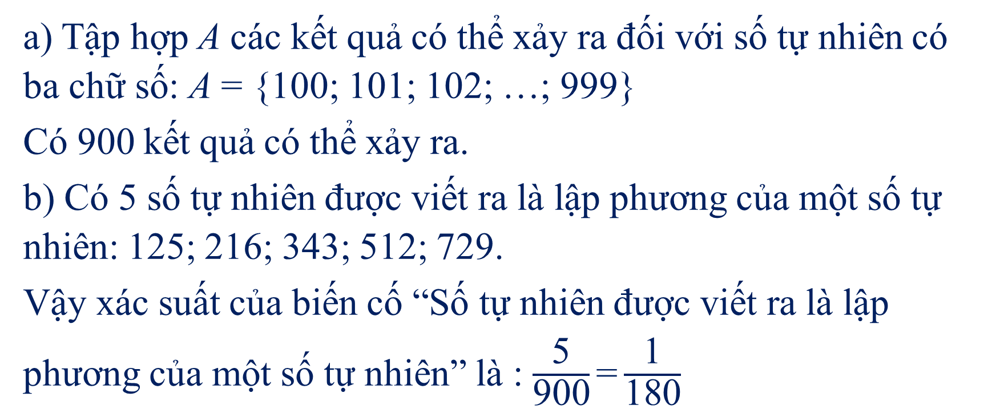 a) Tập hợp A các kết quả có thể xảy ra đối với số tự nhiên có
ba chữ số: A = {100; 101; 102; …; 999}
Có 900 kết quả có thể xảy ra.
b) Có 5 số tự nhiên được viết ra là lập phương của một số tự
nhiên: 125; 216; 343; 512; 729.
Vậy xác suất của biến cố “Số tự nhiên được viết ra là lập
phương của một số tự nhiên” là : 5/900 = 1/180